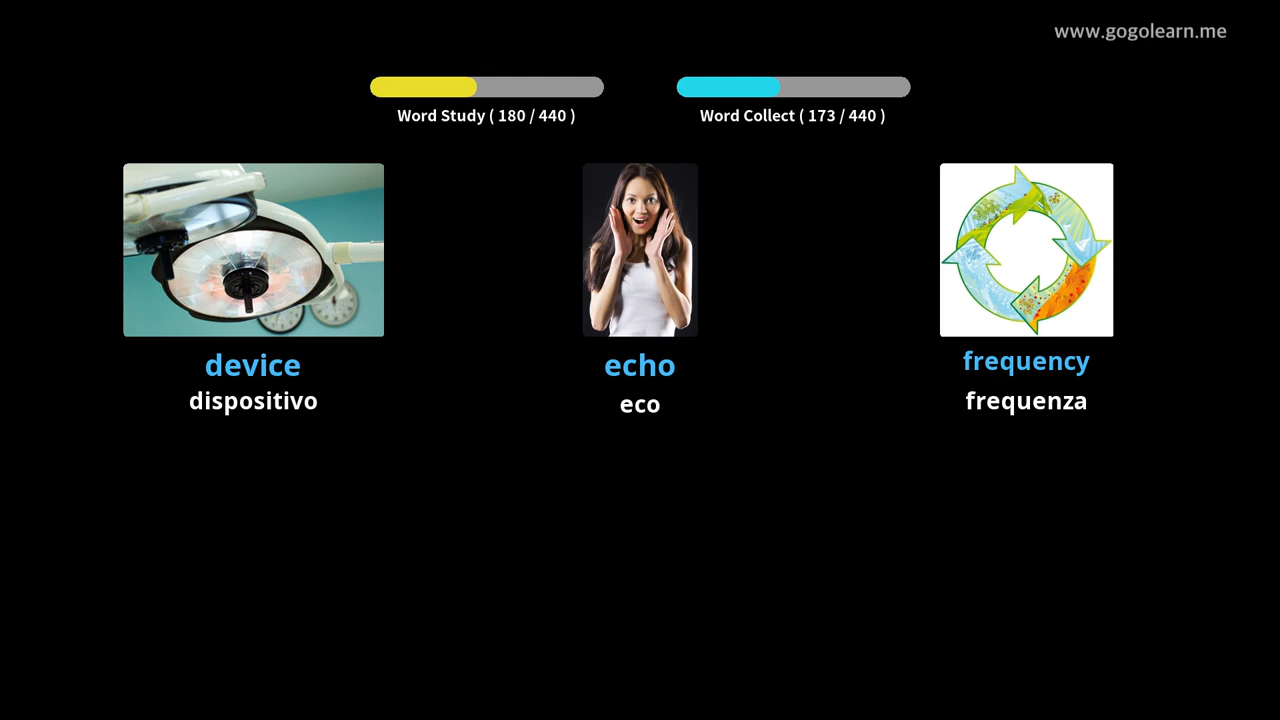 www.gogolearn.me
Word Study ( 180 / 440 )
Word Collect ( 173 / 440 )
device
echo
frequency
dispositivo
eco
frequenza